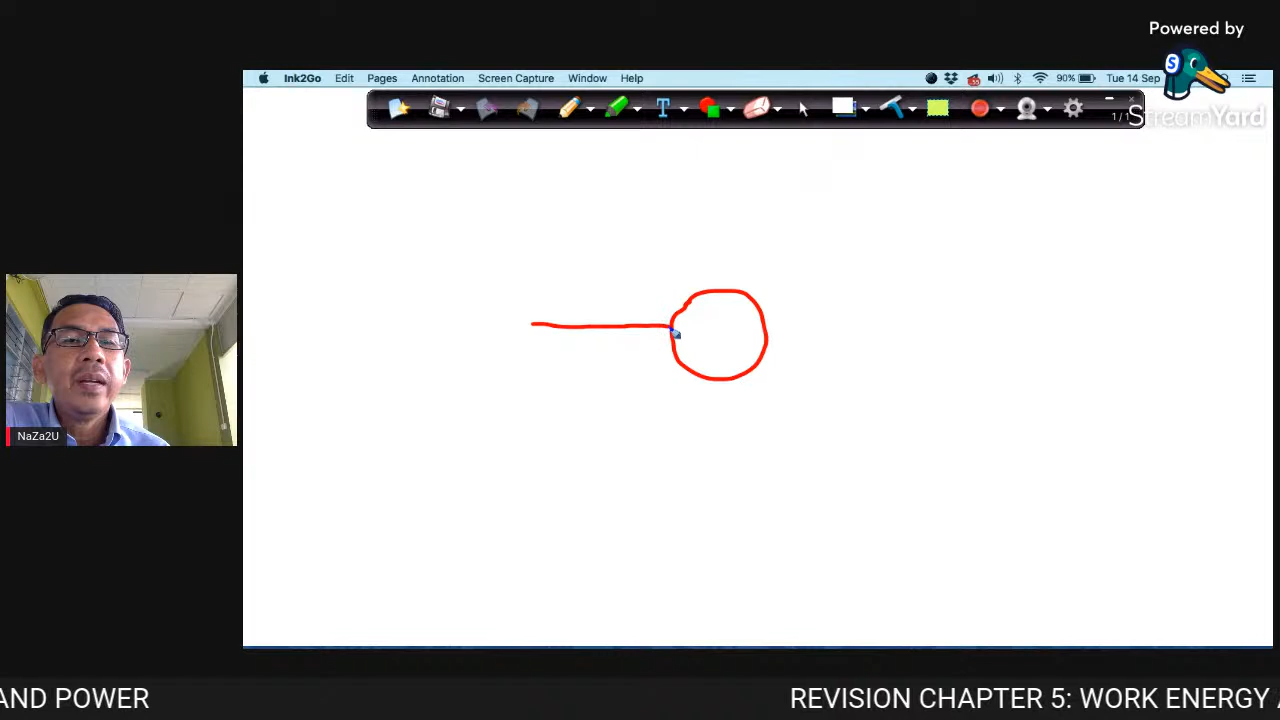 Powered by
StreamYard
Ink2Go Edit Pages Annotation Screen Capture Window Help 90% Tue 14 Sep
1 / 1
NaZa2U
AND POWER REVISION CHAPTER 5: WORK ENERGY